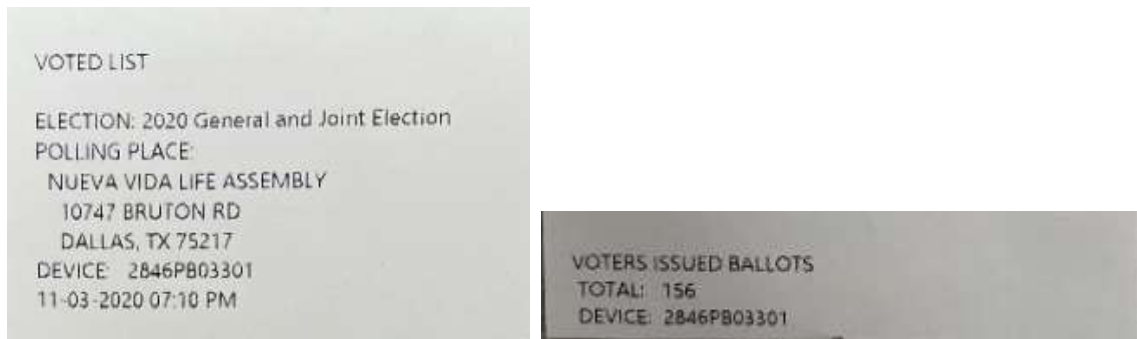 VOTED LIST
ELECTION: 2020 General and Joint Election
POLLING PLACE:
NUEVA VIDA LIFE ASSEMBLY
10747 BRUTON RD
DALLAS, TX 75217
DEVICE: 2846PB03301
11-03-2020 07:10 PM
VOTERS ISSUED BALLOTS
TOTAL: 156
DEVICE: 2846PB03301